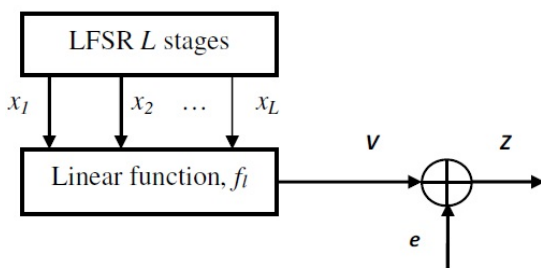 LFSR L stages
x1 x2 ... xL
Linear function, fl
V
Z
e